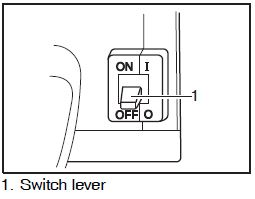 ON I
1
OFF O
1. Switch lever